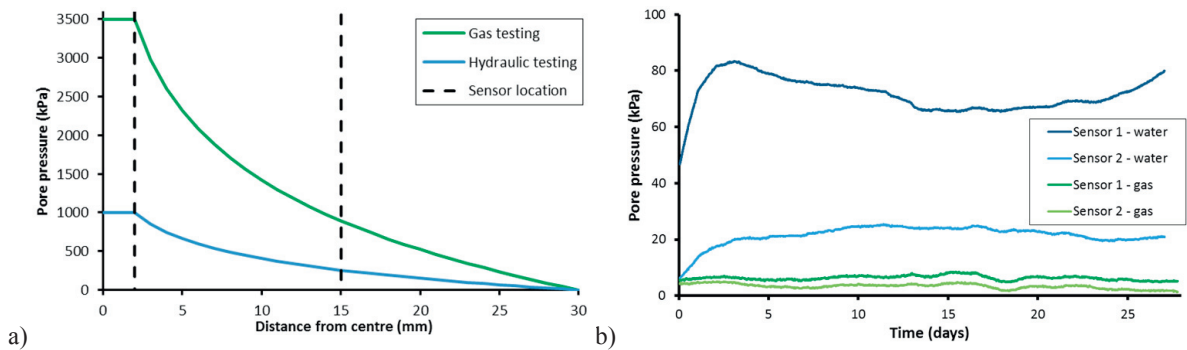 a)
Pore pressure (kPa)
3500
3000
2500
2000
1500
1000
500
0
0 5 10 15 20 25 30
Distance from centre (mm)
Gas testing
Hydraulic testing
Sensor location
b)
Pore pressure (kPa)
100
80
60
40
20
0
0 5 10 15 20 25
Time (days)
Sensor 1 - water
Sensor 2 - water
Sensor 1 - gas
Sensor 2 - gas